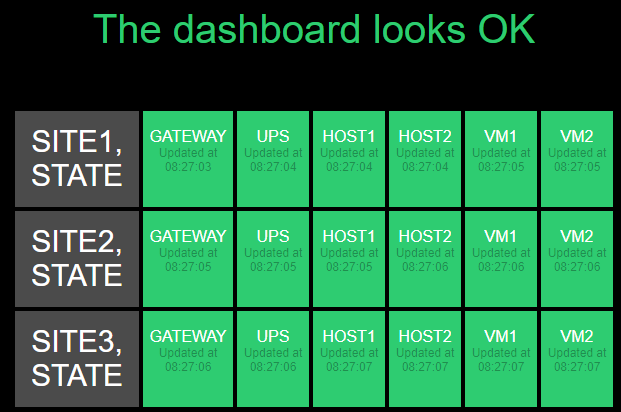 The dashboard looks OK
SITE1,
STATE
GATEWAY
Updated at
08:27:03
UPS
Updated at
08:27:04
HOST1
Updated at
08:27:04
HOST2
Updated at
08:27:04
VM1
Updated at
08:27:05
VM2
Updated at
08:27:05
SITE2,
STATE
GATEWAY
Updated at
08:27:05
UPS
Updated at
08:27:05
HOST1
Updated at
08:27:05
HOST2
Updated at
08:27:06
VM1
Updated at
08:27:06
VM2
Updated at
08:27:06
SITE3,
STATE
GATEWAY
Updated at
08:27:06
UPS
Updated at
08:27:06
HOST1
Updated at
08:27:07
HOST2
Updated at
08:27:07
VM1
Updated at
08:27:07
VM2
Updated at
08:27:07